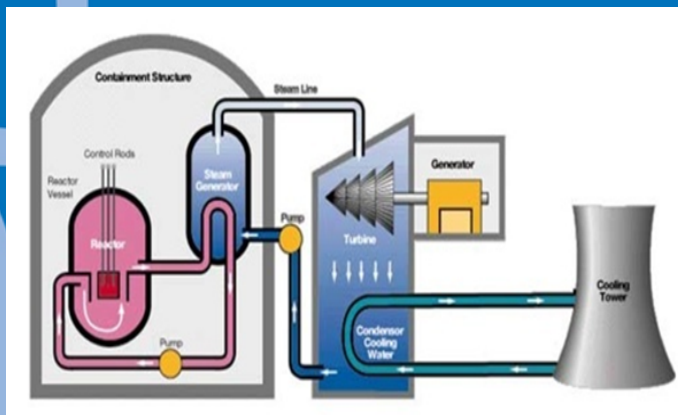 Containment Structure
Steam Line
Control Rods
Reactor
Vessel
Steam
Generator
Reactor
Pump
Pump
Generator
Turbine
Condensor
Cooling
Water
Cooling
Tower